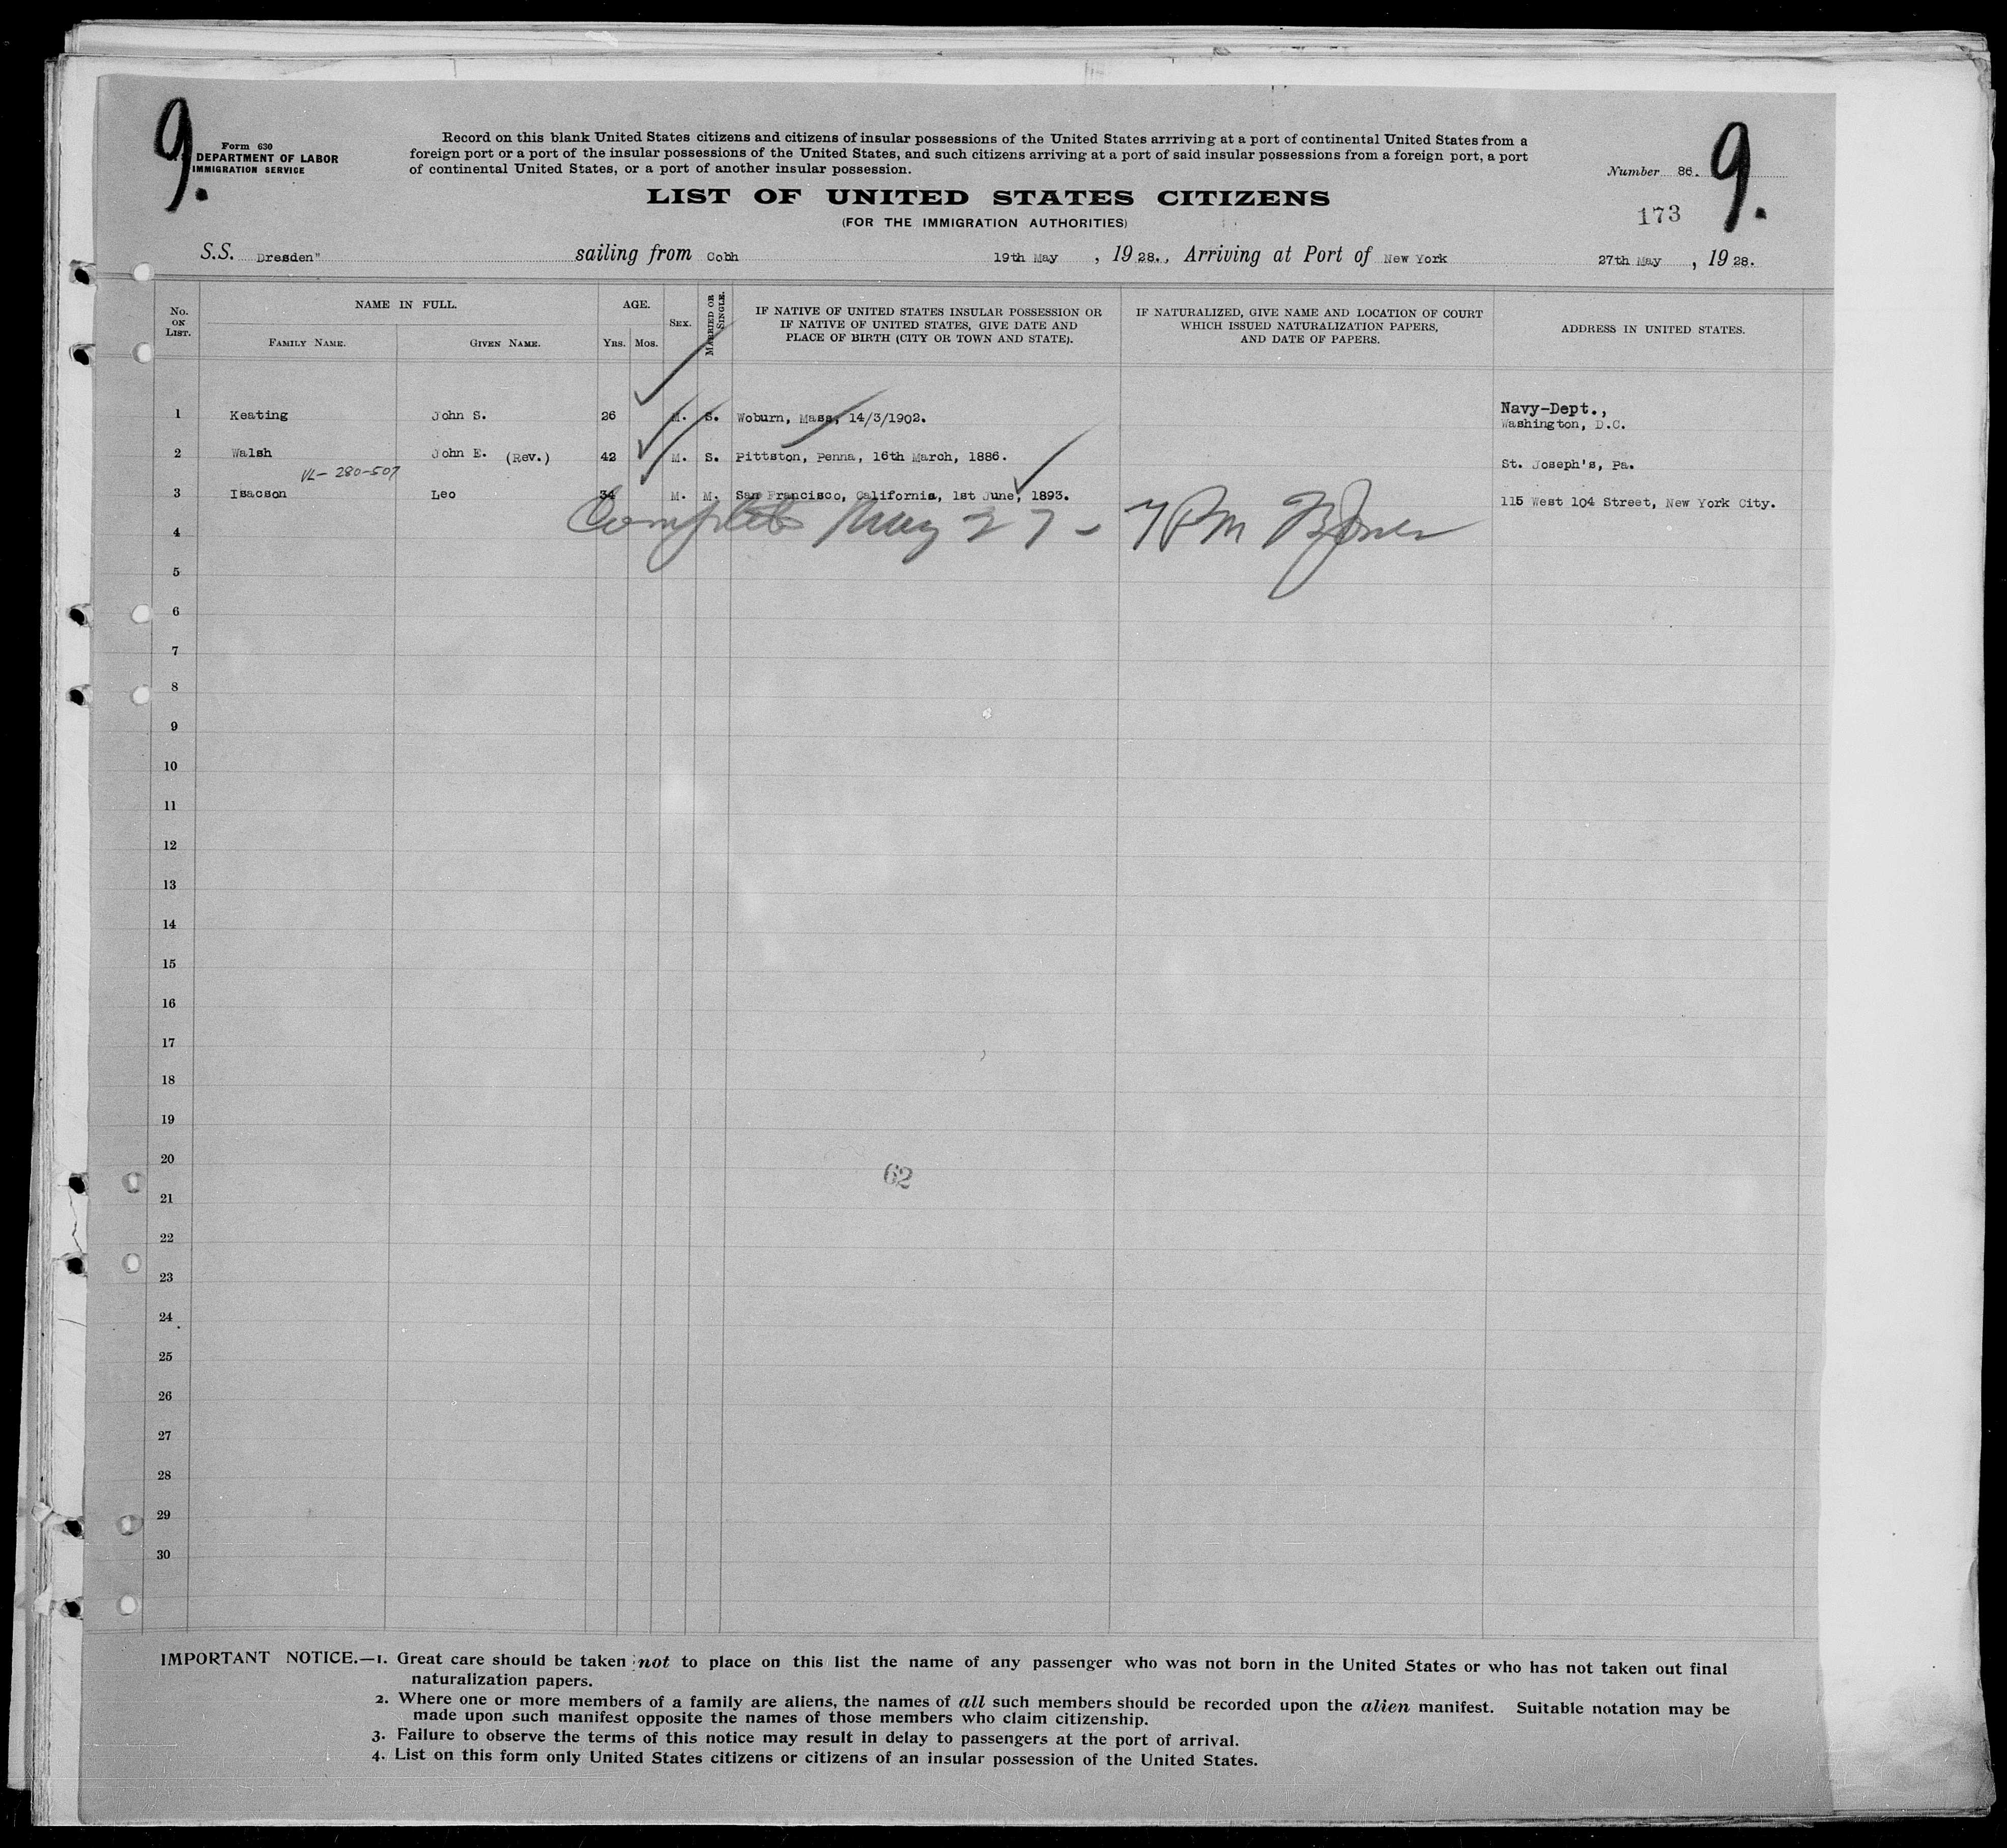 9. 9.
Form 630
U. S. DEPARTMENT OF LABOR
IMMIGRATION SERVICE
Record on this blank United States citizens and citizens of insular possessions of the United States arrriving at a port of continental United States from a
foreign port or a port of the insular possessions of the United States, and such citizens arriving at a port of said insular possessions from a foreign port, a port
of continental United States, or a port of another insular possession.
Number 86.
LIST OF UNITED STATES CITIZENS
(FOR THE IMMIGRATION AUTHORITIES)
173
S.S. Dresden" sailing from Cobh 19th May , 19 28., Arriving at Port of New York 27th May , 19 28.
No. ON LIST. NAME IN FULL. AGE. SEX. MARRIED OR SINGLE. IF NATIVE OF UNITED STATES INSULAR POSSESSION OR IF NATIVE OF UNITED STATES, GIVE DATE AND PLACE OF BIRTH (CITY OR TOWN AND STATE). IF NATURALIZED, GIVE NAME AND LOCATION OF COURT WHICH ISSUED NATURALIZATION PAPERS, AND DATE OF PAPERS. ADDRESS IN UNITED STATES.
FAMILY NAME. GIVEN NAME. YRS. MOS.
1 Keating John S. 26 M. S. Woburn, Mass, 14/3/1902. Navy-Dept.,
Washington, D.C.
2 Walsh John E. (Rev.) 42 M. S. Pittston, Penna, 16th March, 1886. St. Joseph's, Pa.
VL-280-507
3 Isacson Leo 34 M. M. San Francisco, California, 1st June, 1893. 115 West 104 Street, New York City.
Complete May 27 - 7 PM
4
5
6
7
8
9
10
11
12
13
14
15
16
17
18
19
20
62
21
22
23
24
25
26
27
28
29
30
IMPORTANT NOTICE.—1. Great care should be taken not to place on this list the name of any passenger who was not born in the United States or who has not taken out final
naturalization papers.
2. Where one or more members of a family are aliens, the names of all such members should be recorded upon the alien manifest. Suitable notation may be
made upon such manifest opposite the names of those members who claim citizenship.
3. Failure to observe the terms of this notice may result in delay to passengers at the port of arrival.
4. List on this form only United States citizens or citizens of an insular possession of the United States.